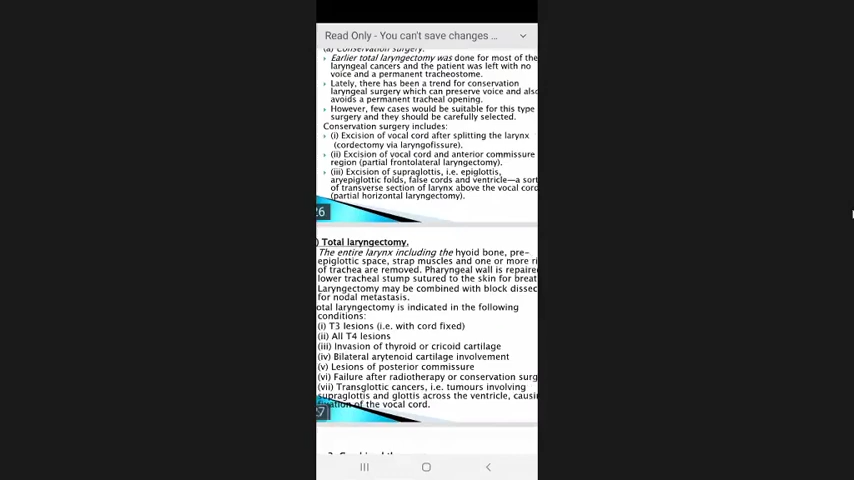 Read Only - You can't save changes ...
(a) Conservation surgery.
Earlier total laryngectomy was done for most of the
laryngeal cancers and the patient was left with no
voice and a permanent tracheostome.
Lately, there has been a trend for conservation
laryngeal surgery which can preserve voice and also
avoids a permanent tracheal opening.
However, few cases would be suitable for this type
surgery and they should be carefully selected.
Conservation surgery includes:
(i) Excision of vocal cord after splitting the larynx
(cordectomy via laryngofissure).
(ii) Excision of vocal cord and anterior commissure
region (partial frontolateral laryngectomy).
(iii) Excision of supraglottis, i.e. epiglottis,
aryepiglottic folds, false cords and ventricle—a sort
of transverse section of larynx above the vocal cord
(partial horizontal laryngectomy).
26
) Total laryngectomy.
The entire larynx including the hyoid bone, pre-
epiglottic space, strap muscles and one or more ri
of trachea are removed. Pharyngeal wall is repaire
lower tracheal stump sutured to the skin for breat
Laryngectomy may be combined with block dissec
for nodal metastasis.
otal laryngectomy is indicated in the following
conditions:
(i) T3 lesions (i.e. with cord fixed)
(ii) All T4 lesions
(iii) Invasion of thyroid or cricoid cartilage
(iv) Bilateral arytenoid cartilage involvement
(v) Lesions of posterior commissure
(vi) Failure after radiotherapy or conservation surg
(vii) Transglottic cancers, i.e. tumours involving
supraglottis and glottis across the ventricle, causi
fixation of the vocal cord.
27